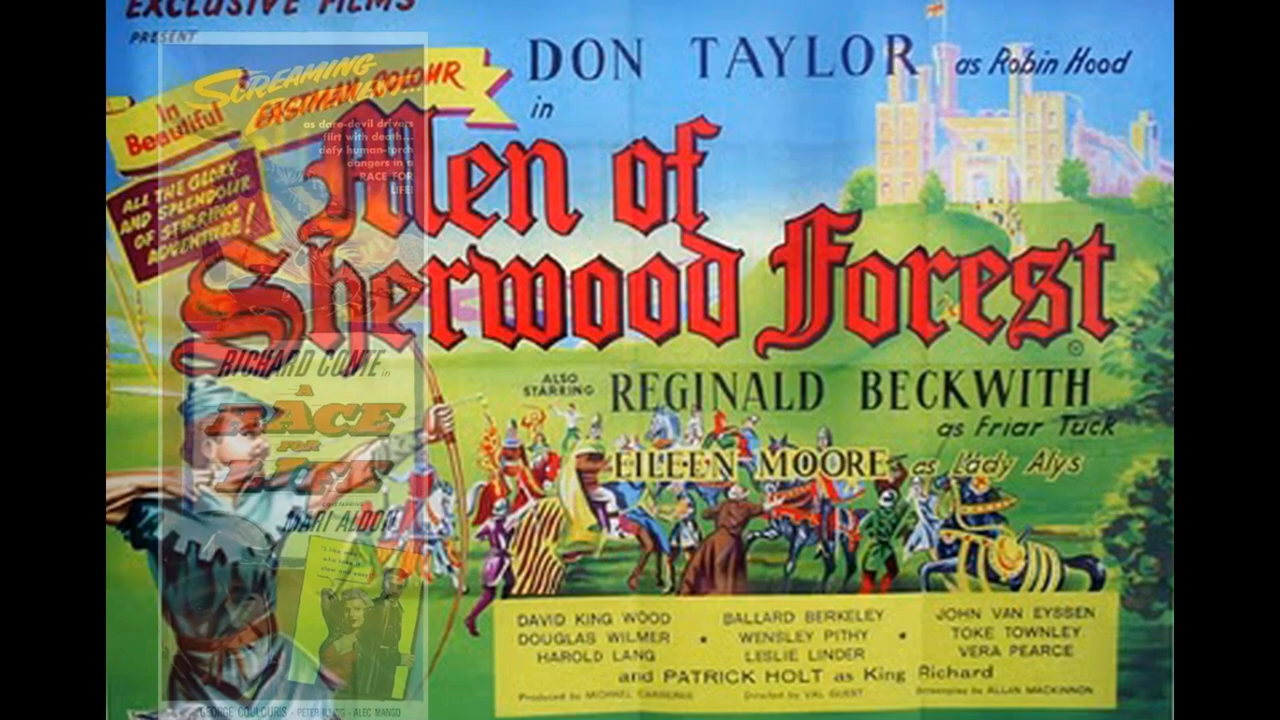 EXCLUSIVE FILMS
PRESENT
DON TAYLOR as Robin Hood
in
In Beautiful
EASTMAN COLOUR
SCREAMING
as dare-devil drivers
flirt with death...
defy human-torch
dangers in a
RACE FOR
LIFE!
ALL THE GLORY
AND SPLENDOUR
OF STIRRING
ADVENTURE!
Men of
Sherwood Forest
RICHARD CONTE in
A
RACE
FOR
LIFE
MARI ALDON
ALSO
STARRING
REGINALD BECKWITH
as Friar Tuck
EILEEN MOORE as Lady Alys
DAVID KING WOOD BALLARD BERKELEY JOHN VAN EYSSEN
DOUGLAS WILMER • WENSLEY PITHY • TOKE TOWNLEY
HAROLD LANG LESLIE LINDER VERA PEARCE
and PATRICK HOLT as King Richard
Produced by MICHAEL CARRERAS Directed by VAL GUEST Screenplay by ALLAN MACKINNON
GEORGE COULOURIS - PETER ILLING - ALEC MANGO